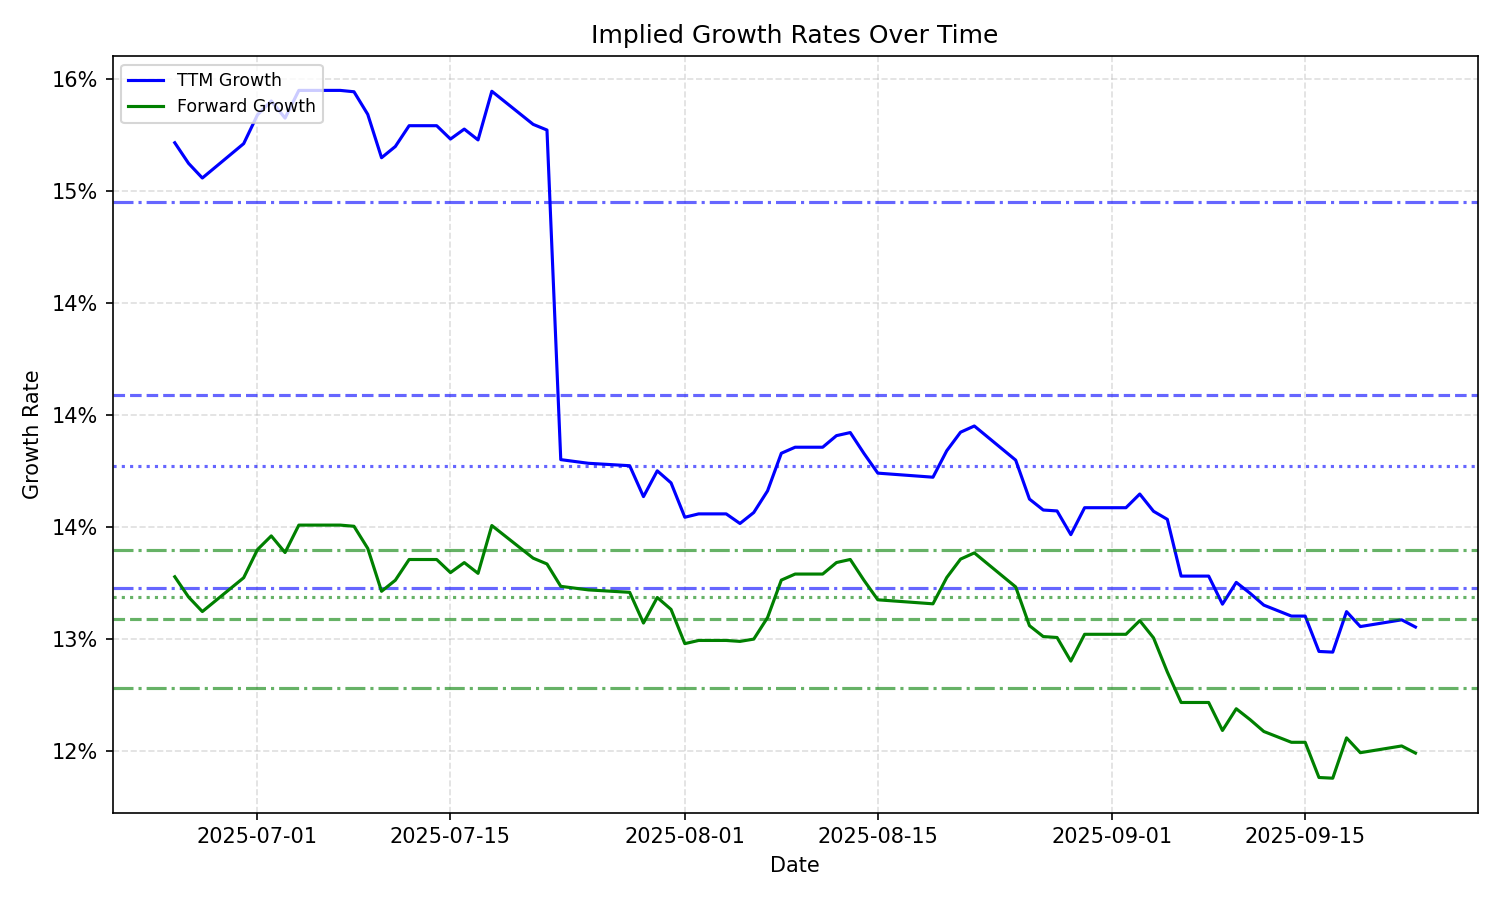 Implied Growth Rates Over Time
TTM Growth
Forward Growth
16%
15%
14%
14%
14%
13%
12%
Growth Rate
2025-07-01
2025-07-15
2025-08-01
2025-08-15
2025-09-01
2025-09-15
Date